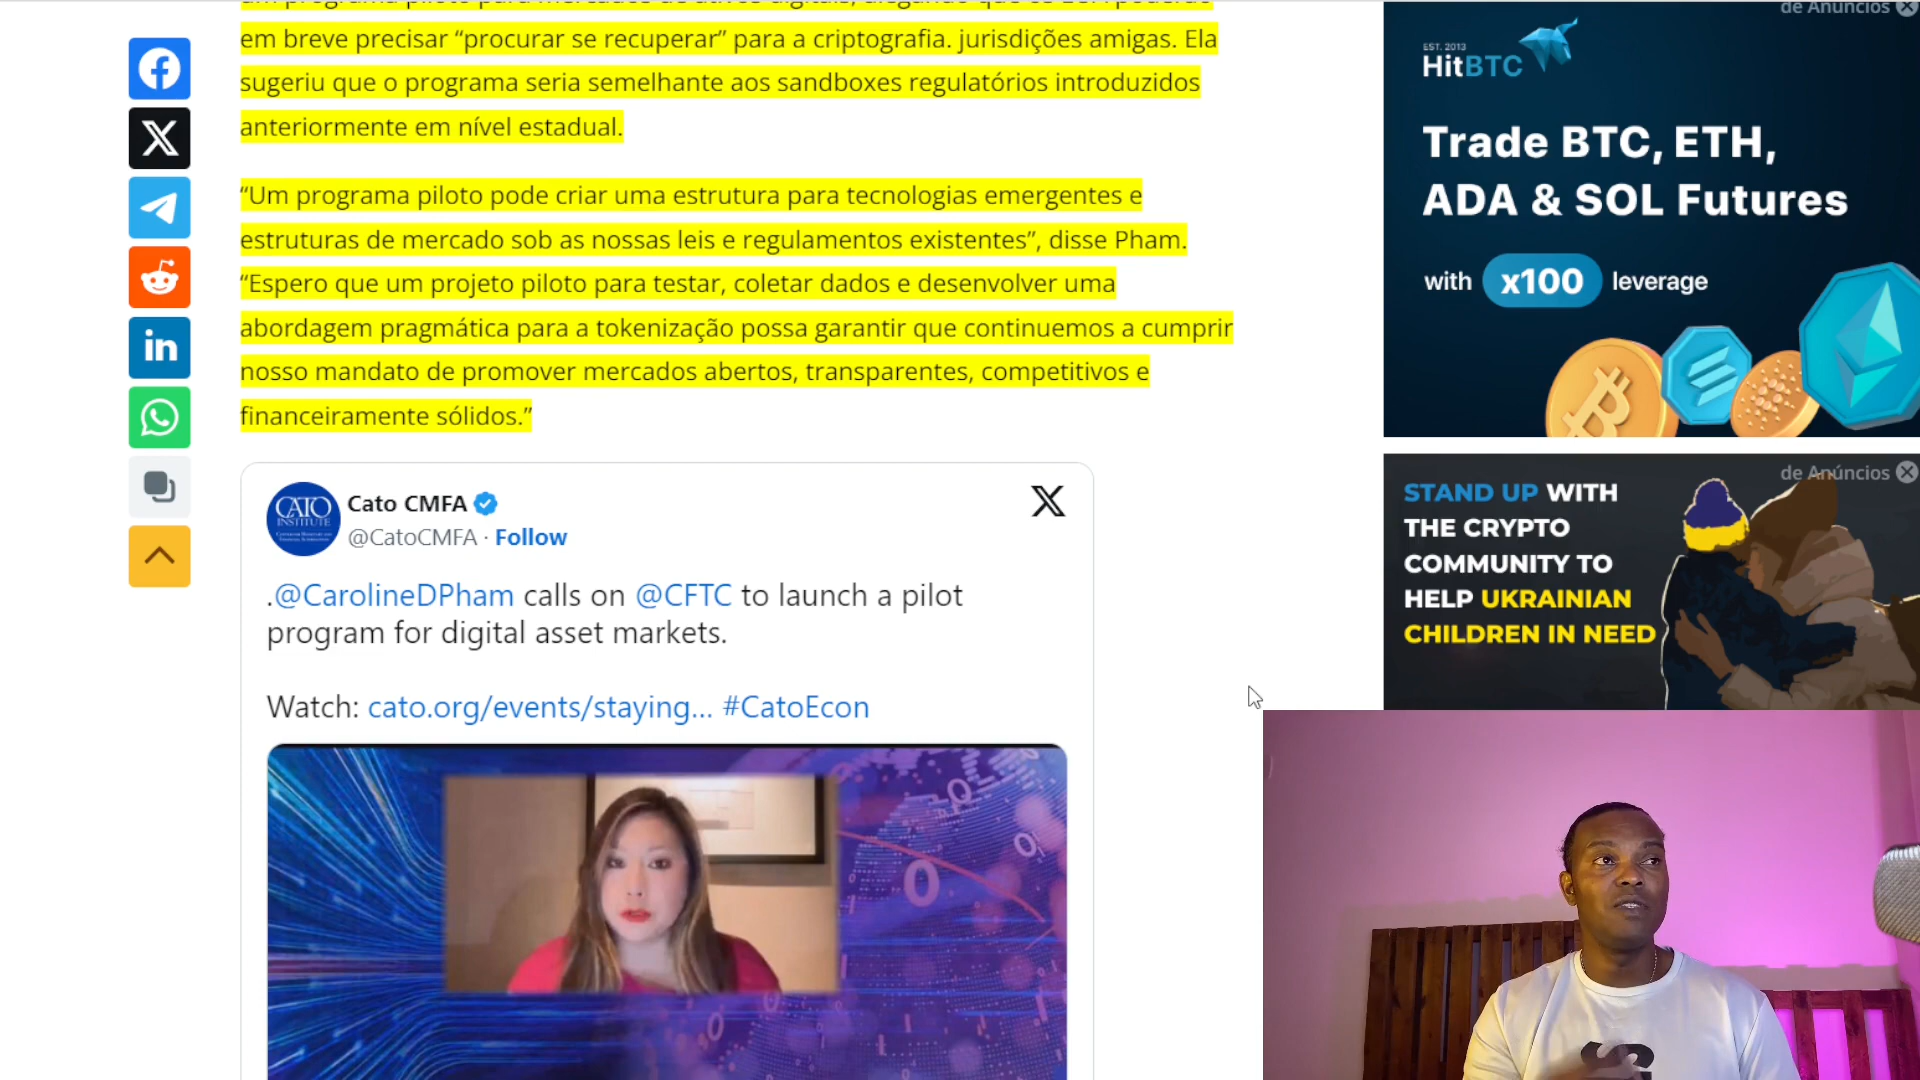 em breve precisar “procurar se recuperar” para a criptografia. jurisdições amigas. Ela
sugeriu que o programa seria semelhante aos sandboxes regulatórios introduzidos
anteriormente em nível estadual.
“Um programa piloto pode criar uma estrutura para tecnologias emergentes e
estruturas de mercado sob as nossas leis e regulamentos existentes”, disse Pham.
“Espero que um projeto piloto para testar, coletar dados e desenvolver uma
abordagem pragmática para a tokenização possa garantir que continuemos a cumprir
nosso mandato de promover mercados abertos, transparentes, competitivos e
financeiramente sólidos.”
CATO
INSTITUTE
Cato CMFA
@CatoCMFA · Follow
.@CarolineDPham calls on @CFTC to launch a pilot
program for digital asset markets.
Watch: cato.org/events/staying... #CatoEcon
de Anúncios
EST. 2013
HitBTC
Trade BTC, ETH,
ADA & SOL Futures
with x100 leverage
de Anúncios
STAND UP WITH
THE CRYPTO
COMMUNITY TO
HELP UKRAINIAN
CHILDREN IN NEED